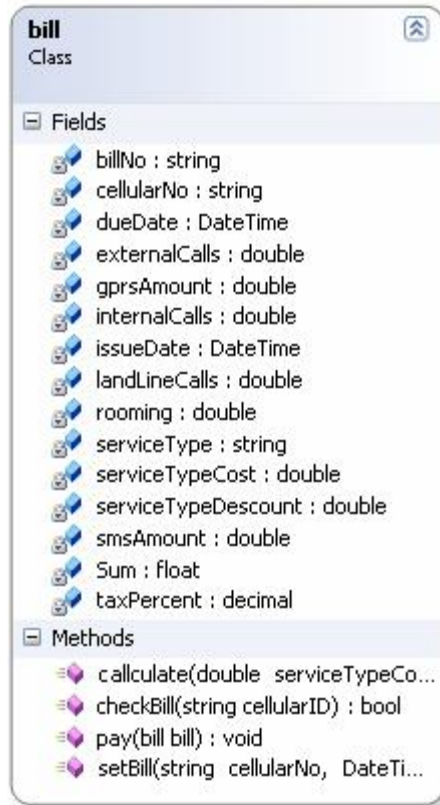 bill
Class
Fields
billNo : string
cellularNo : string
dueDate : DateTime
externalCalls : double
gprsAmount : double
internalCalls : double
issueDate : DateTime
landLineCalls : double
rooming : double
serviceType : string
serviceTypeCost : double
serviceTypeDescount : double
smsAmount : double
Sum : float
taxPercent : decimal
Methods
callculate(double serviceTypeCo...
checkBill(string cellularID) : bool
pay(bill bill) : void
setBill(string cellularNo, DateTi...